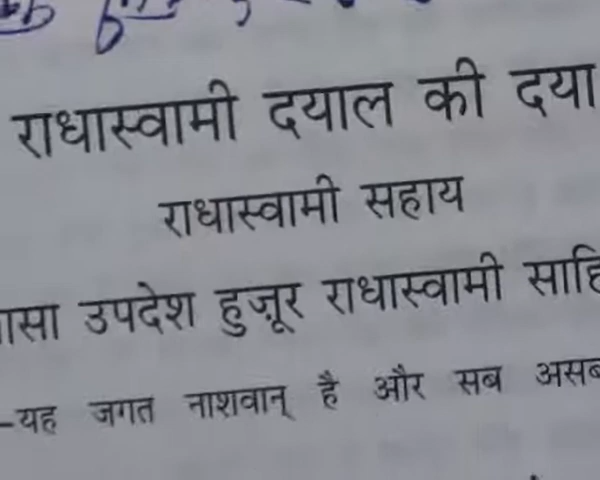 राधास्वामी दयाल की दया
राधास्वामी सहाय
उपदेश हुज़ूर राधास्वामी
यह जगत नाशवान् है और सब